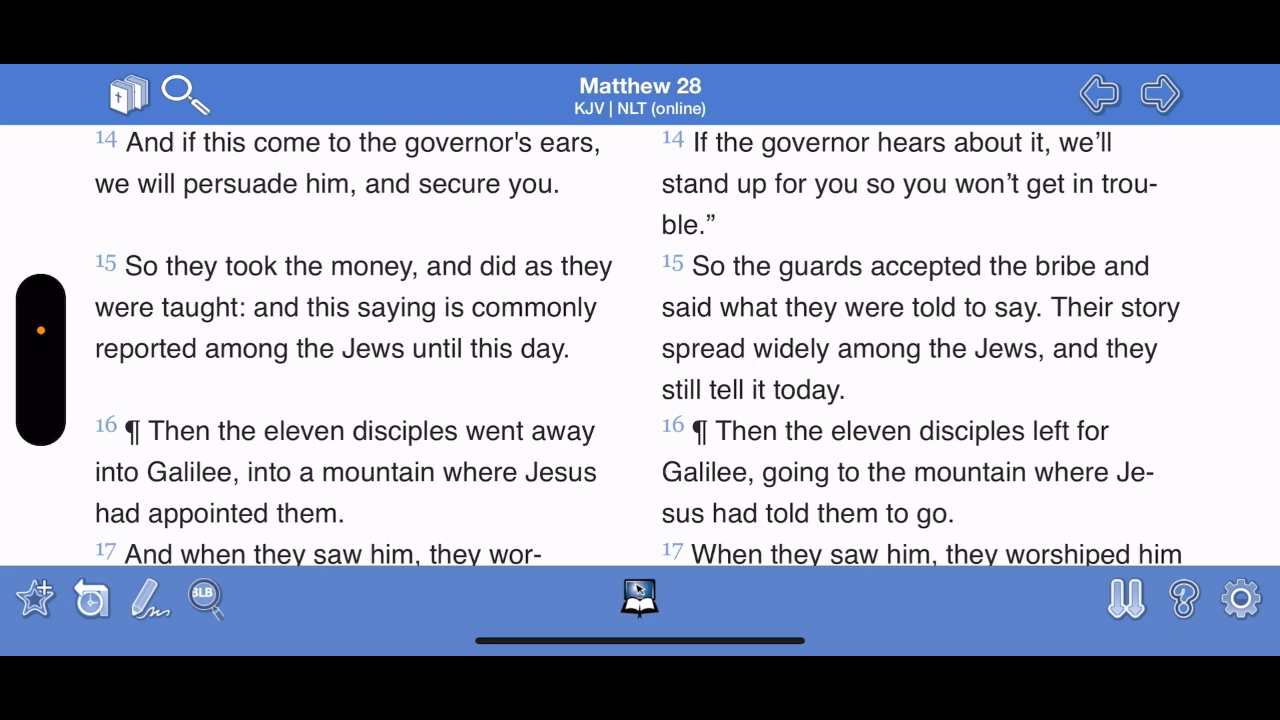 Matthew 28
KJV | NLT (online)
14 And if this come to the governor's ears,
we will persuade him, and secure you.
15 So they took the money, and did as they
were taught: and this saying is commonly
reported among the Jews until this day.
16 ¶ Then the eleven disciples went away
into Galilee, into a mountain where Jesus
had appointed them.
17 And when they saw him, they wor-
14 If the governor hears about it, we’ll
stand up for you so you won’t get in trou-
ble.”
15 So the guards accepted the bribe and
said what they were told to say. Their story
spread widely among the Jews, and they
still tell it today.
16 ¶ Then the eleven disciples left for
Galilee, going to the mountain where Je-
sus had told them to go.
17 When they saw him, they worshiped him
BLB